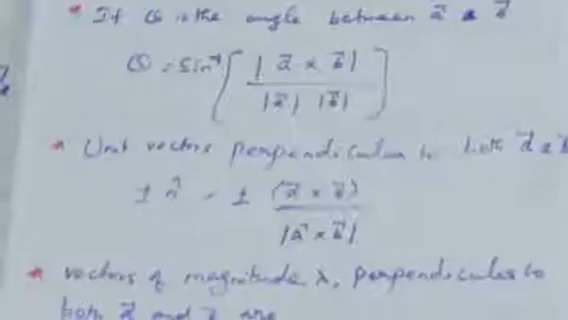 * If θ is the angle between a⃗ & b⃗
θ = sin⁻¹ [ |a⃗ × b⃗| / |a⃗| |b⃗| ]
* Unit vectors perpendicular to both a⃗ & b⃗
± n̂ = ± (a⃗ × b⃗) / |a⃗ × b⃗|
* vectors of magnitude λ, perpendicular to
both a⃗ and b⃗ are